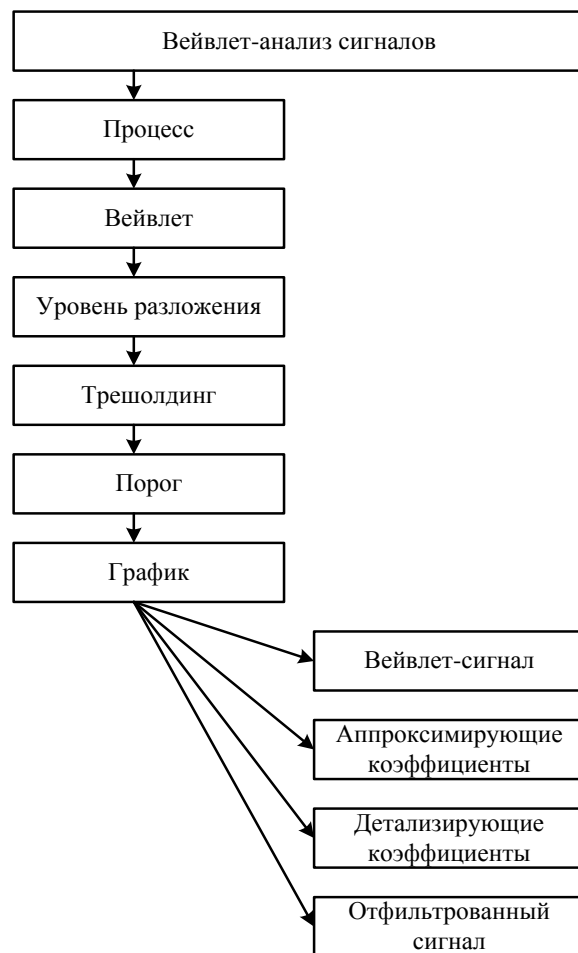 Вейвлет-анализ сигналов
Процесс
Вейвлет
Уровень разложения
Трешолдинг
Порог
График
Вейвлет-сигнал
Аппроксимирующие
коэффициенты
Детализирующие
коэффициенты
Отфильтрованный
сигнал